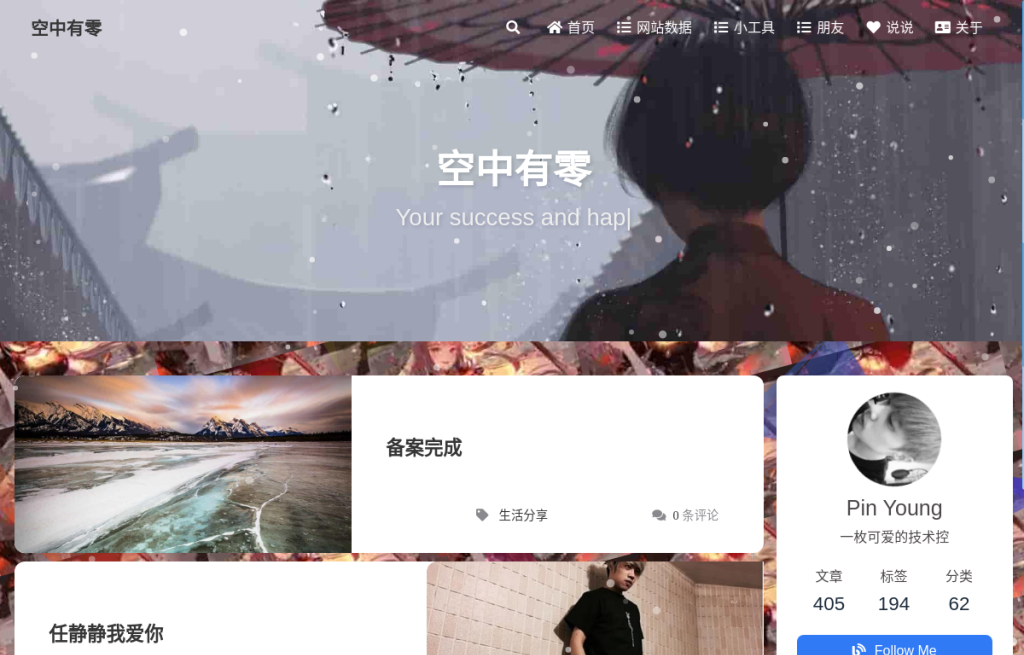 空中有零
首页 网站数据 小工具 朋友 说说 关于
空中有零
Your success and hap|
备案完成
生活分享 0 条评论
任静静我爱你
Pin Young
一枚可爱的技术控
文章 标签 分类
405 194 62
Follow Me